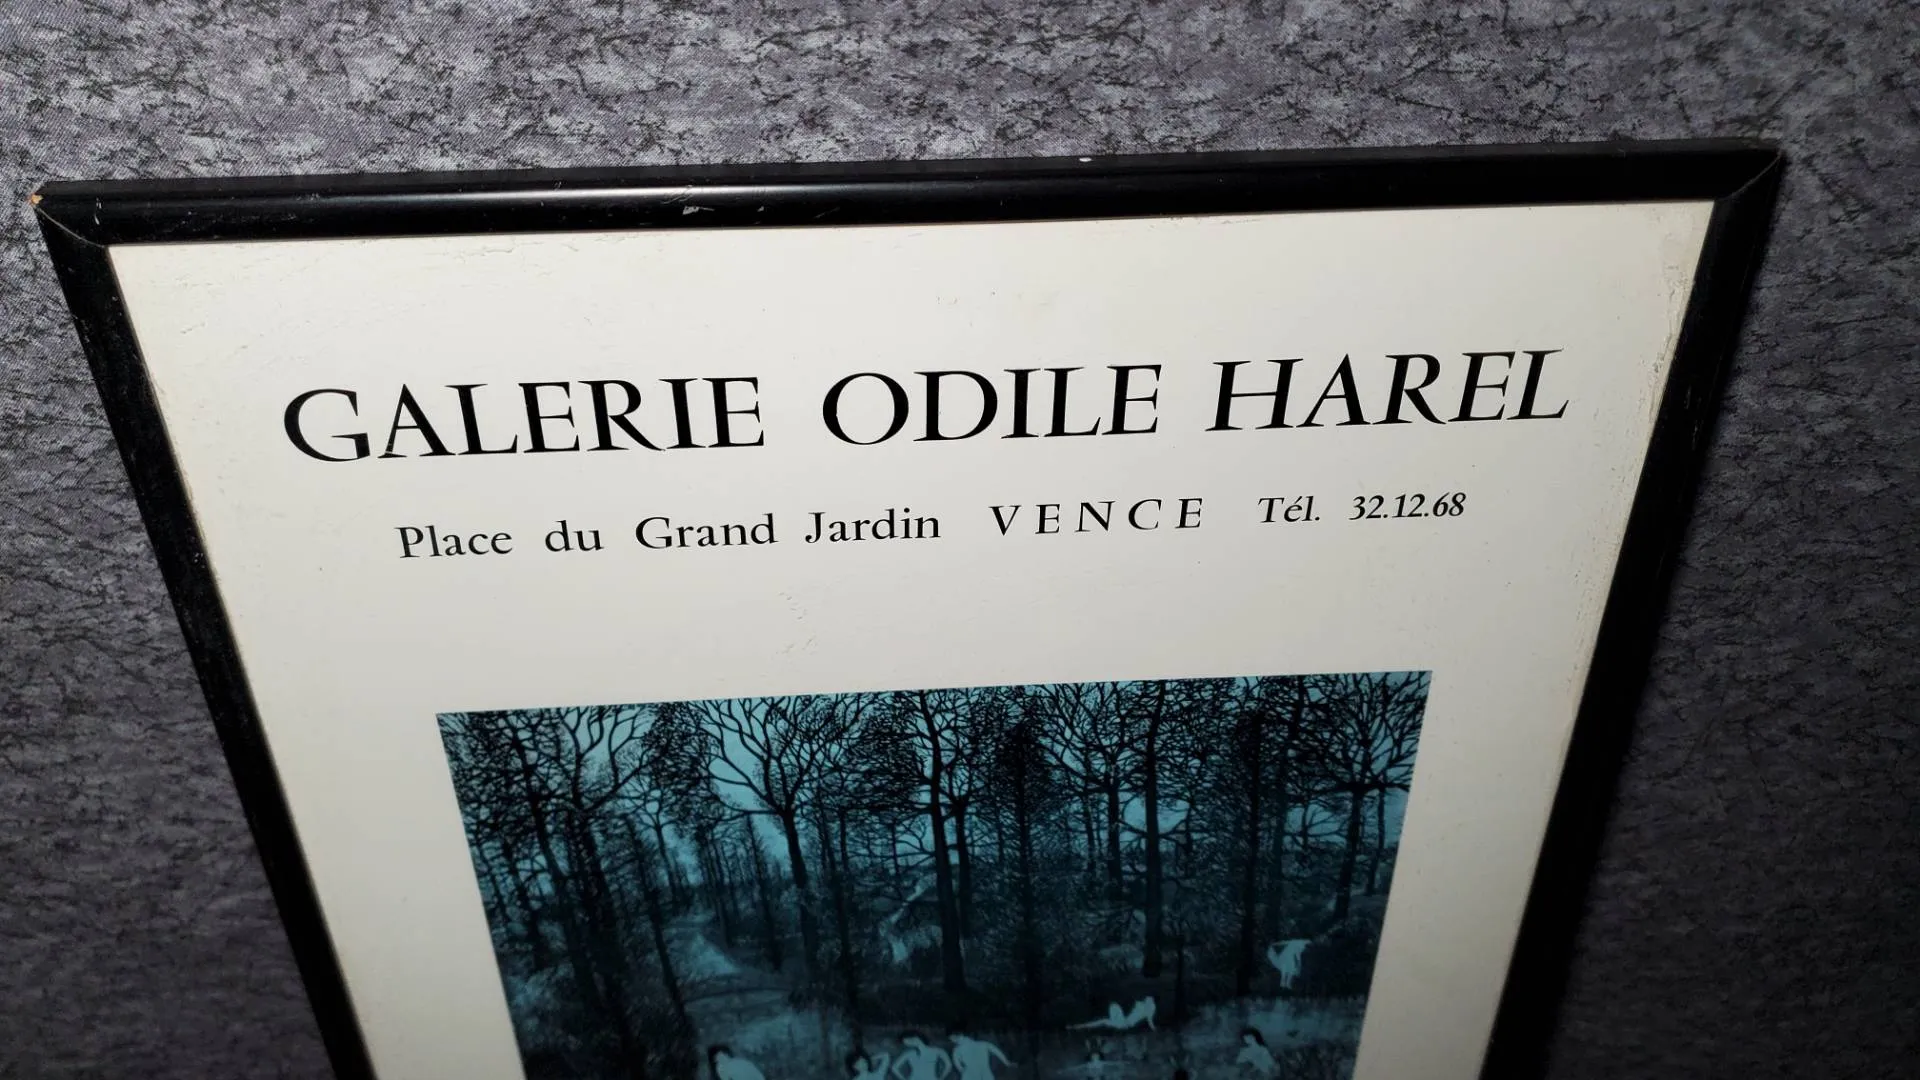 GALERIE ODILE HAREL
Place du Grand Jardin VENCE Tél. 32.12.68